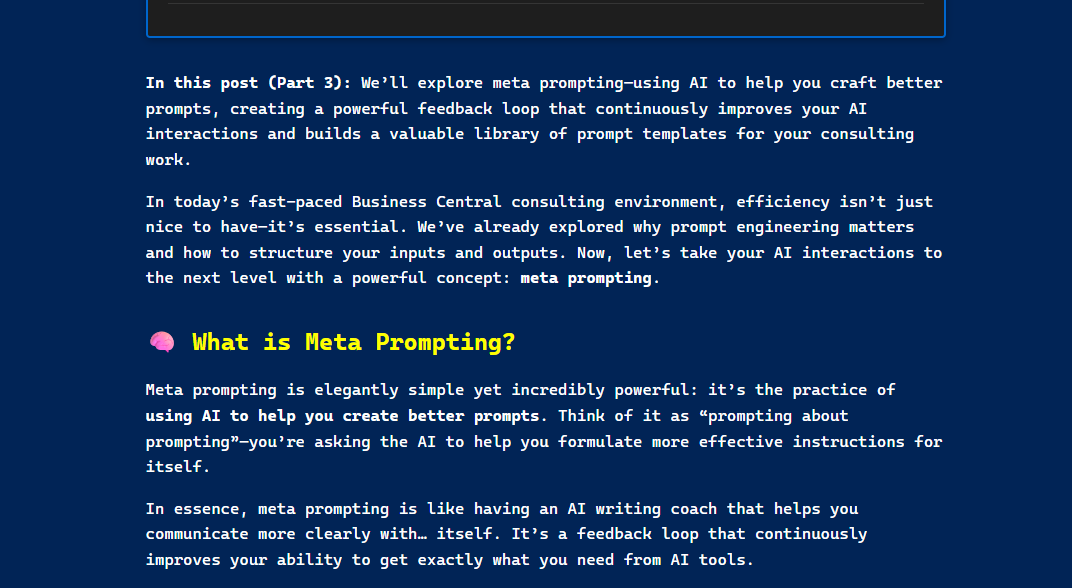 In this post (Part 3): We’ll explore meta prompting—using AI to help you craft better
prompts, creating a powerful feedback loop that continuously improves your AI
interactions and builds a valuable library of prompt templates for your consulting
work.
In today’s fast-paced Business Central consulting environment, efficiency isn’t just
nice to have—it’s essential. We’ve already explored why prompt engineering matters
and how to structure your inputs and outputs. Now, let’s take your AI interactions to
the next level with a powerful concept: meta prompting.
🧠 What is Meta Prompting?
Meta prompting is elegantly simple yet incredibly powerful: it’s the practice of
using AI to help you create better prompts. Think of it as “prompting about
prompting”—you’re asking the AI to help you formulate more effective instructions for
itself.
In essence, meta prompting is like having an AI writing coach that helps you
communicate more clearly with… itself. It’s a feedback loop that continuously
improves your ability to get exactly what you need from AI tools.